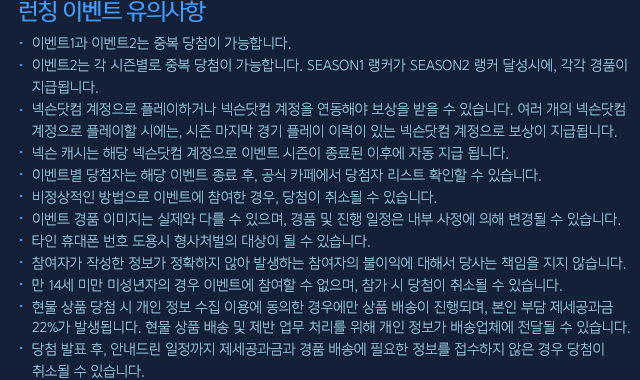 런칭 이벤트 유의사항
· 이벤트1과 이벤트2는 중복 당첨이 가능합니다.
· 이벤트2는 각 시즌별로 중복 당첨이 가능합니다. SEASON1 랭커가 SEASON2 랭커 달성시에, 각각 경품이
지급됩니다.
· 넥슨닷컴 계정으로 플레이하거나 넥슨닷컴 계정을 연동해야 보상을 받을 수 있습니다. 여러 개의 넥슨닷컴
계정으로 플레이할 시에는, 시즌 마지막 경기 플레이 이력이 있는 넥슨닷컴 계정으로 보상이 지급됩니다.
· 넥슨 캐시는 해당 넥슨닷컴 계정으로 이벤트 시즌이 종료된 이후에 자동 지급 됩니다.
· 이벤트별 당첨자는 해당 이벤트 종료 후, 공식 카페에서 당첨자 리스트 확인할 수 있습니다.
· 비정상적인 방법으로 이벤트에 참여한 경우, 당첨이 취소될 수 있습니다.
· 이벤트 경품 이미지는 실제와 다를 수 있으며, 경품 및 진행 일정은 내부 사정에 의해 변경될 수 있습니다.
· 타인 휴대폰 번호 도용시 형사처벌의 대상이 될 수 있습니다.
· 참여자가 작성한 정보가 정확하지 않아 발생하는 참여자의 불이익에 대해서 당사는 책임을 지지 않습니다.
· 만 14세 미만 미성년자의 경우 이벤트에 참여할 수 없으며, 참가 시 당첨이 취소될 수 있습니다.
· 현물 상품 당첨 시 개인 정보 수집 이용에 동의한 경우에만 상품 배송이 진행되며, 본인 부담 제세공과금
22%가 발생됩니다. 현물 상품 배송 및 제반 업무 처리를 위해 개인 정보가 배송업체에 전달될 수 있습니다.
· 당첨 발표 후, 안내드린 일정까지 제세공과금과 경품 배송에 필요한 정보를 접수하지 않은 경우 당첨이
취소될 수 있습니다.